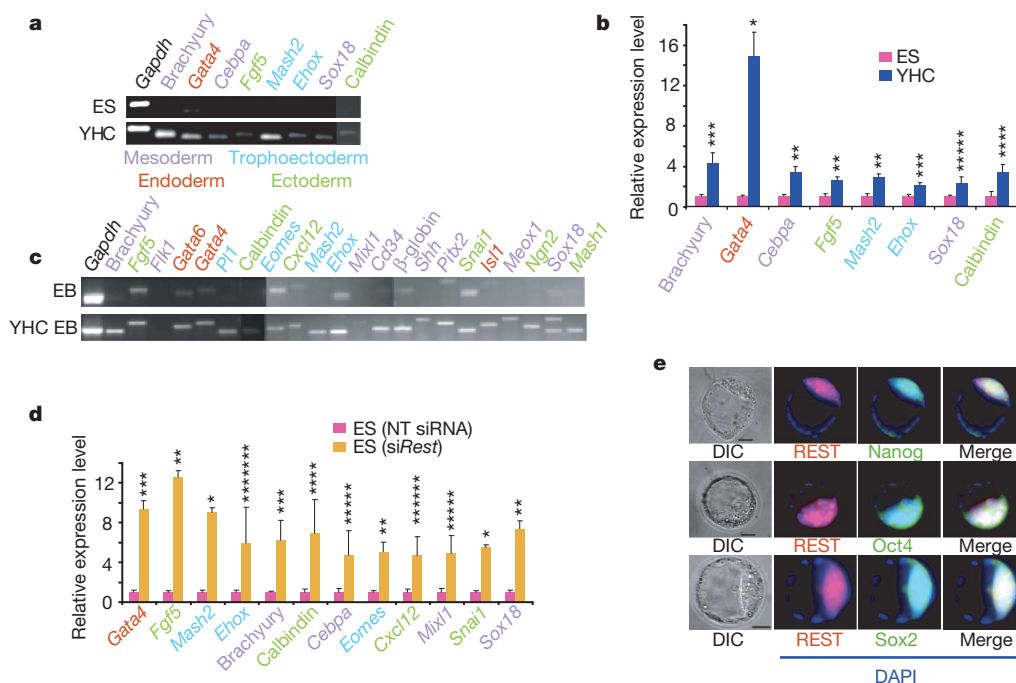 a
Gapdh
Brachyury
Gata4
Cebpa
Fgf5
Mash2
Ehox
Sox18
Calbindin
ES
YHC
Mesoderm Trophoectoderm
Endoderm Ectoderm
b
Relative expression level
16
12
8
4
0
ES
YHC
***
*
**
**
**
***
*****
****
Brachyury
Gata4
Cebpa
Fgf5
Mash2
Ehox
Sox18
Calbindin
c
Gapdh
Brachyury
Fgf5
Flk1
Gata6
Gata4
Pl1
Calbindin
Eomes
Cxcl12
Mash2
Ehox
Mixl1
Cd34
β-globin
Shh
Pitx2
Snai1
Isl1
Meox1
Ngn2
Sox18
Mash1
EB
YHC EB
d
Relative expression level
12
8
4
0
ES (NT siRNA)
ES (siRest)
***
**
*
********
***
****
*****
**
******
*****
*
**
Gata4
Fgf5
Mash2
Ehox
Brachyury
Calbindin
Cebpa
Eomes
Cxcl12
Mixl1
Snai1
Sox18
e
DIC REST Nanog Merge
DIC REST Oct4 Merge
DIC REST Sox2 Merge
DAPI